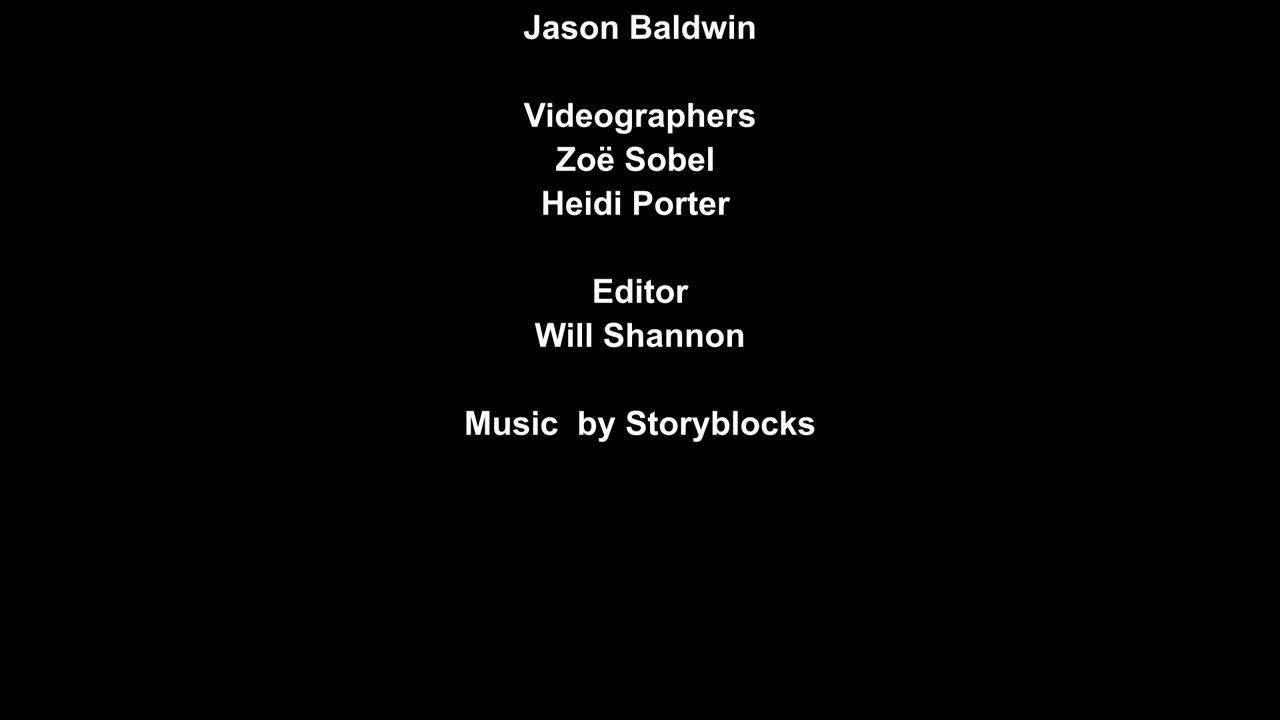 Jason Baldwin
Videographers
Zoë Sobel
Heidi Porter
Editor
Will Shannon
Music  by Storyblocks